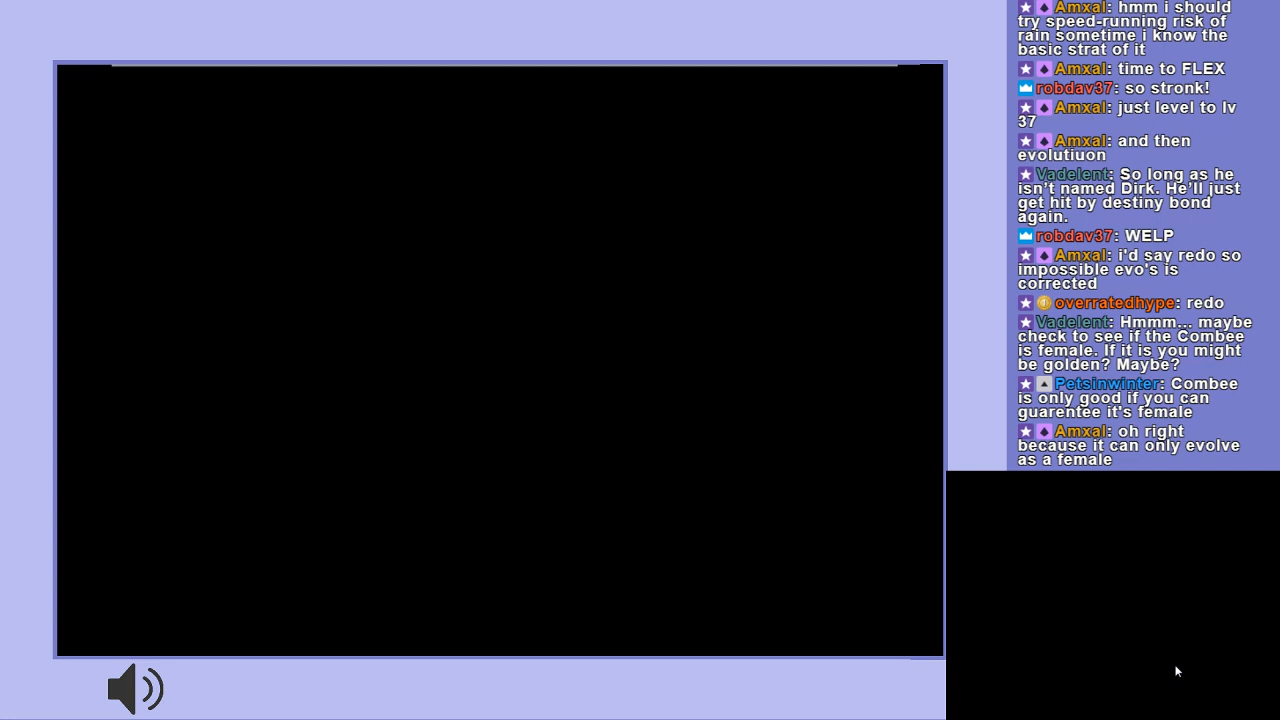 Amxal: hmm i should
try speed-running risk of
rain sometime i know the
basic strat of it
Amxal: time to FLEX
robdav37: so stronk!
Amxal: just level to lv
37
Amxal: and then
evolutiuon
Vadelent: So long as he
isn't named Dirk. He'll just
get hit by destiny bond
again.
robdav37: WELP
Amxal: i'd say redo so
impossible evo's is
corrected
overratedhype: redo
Vadelent: Hmmm... maybe
check to see if the Combee
is female. If it is you might
be golden? Maybe?
Petsinwinter: Combee
is only good if you can
guarentee it's female
Amxal: oh right
because it can only evolve
as a female